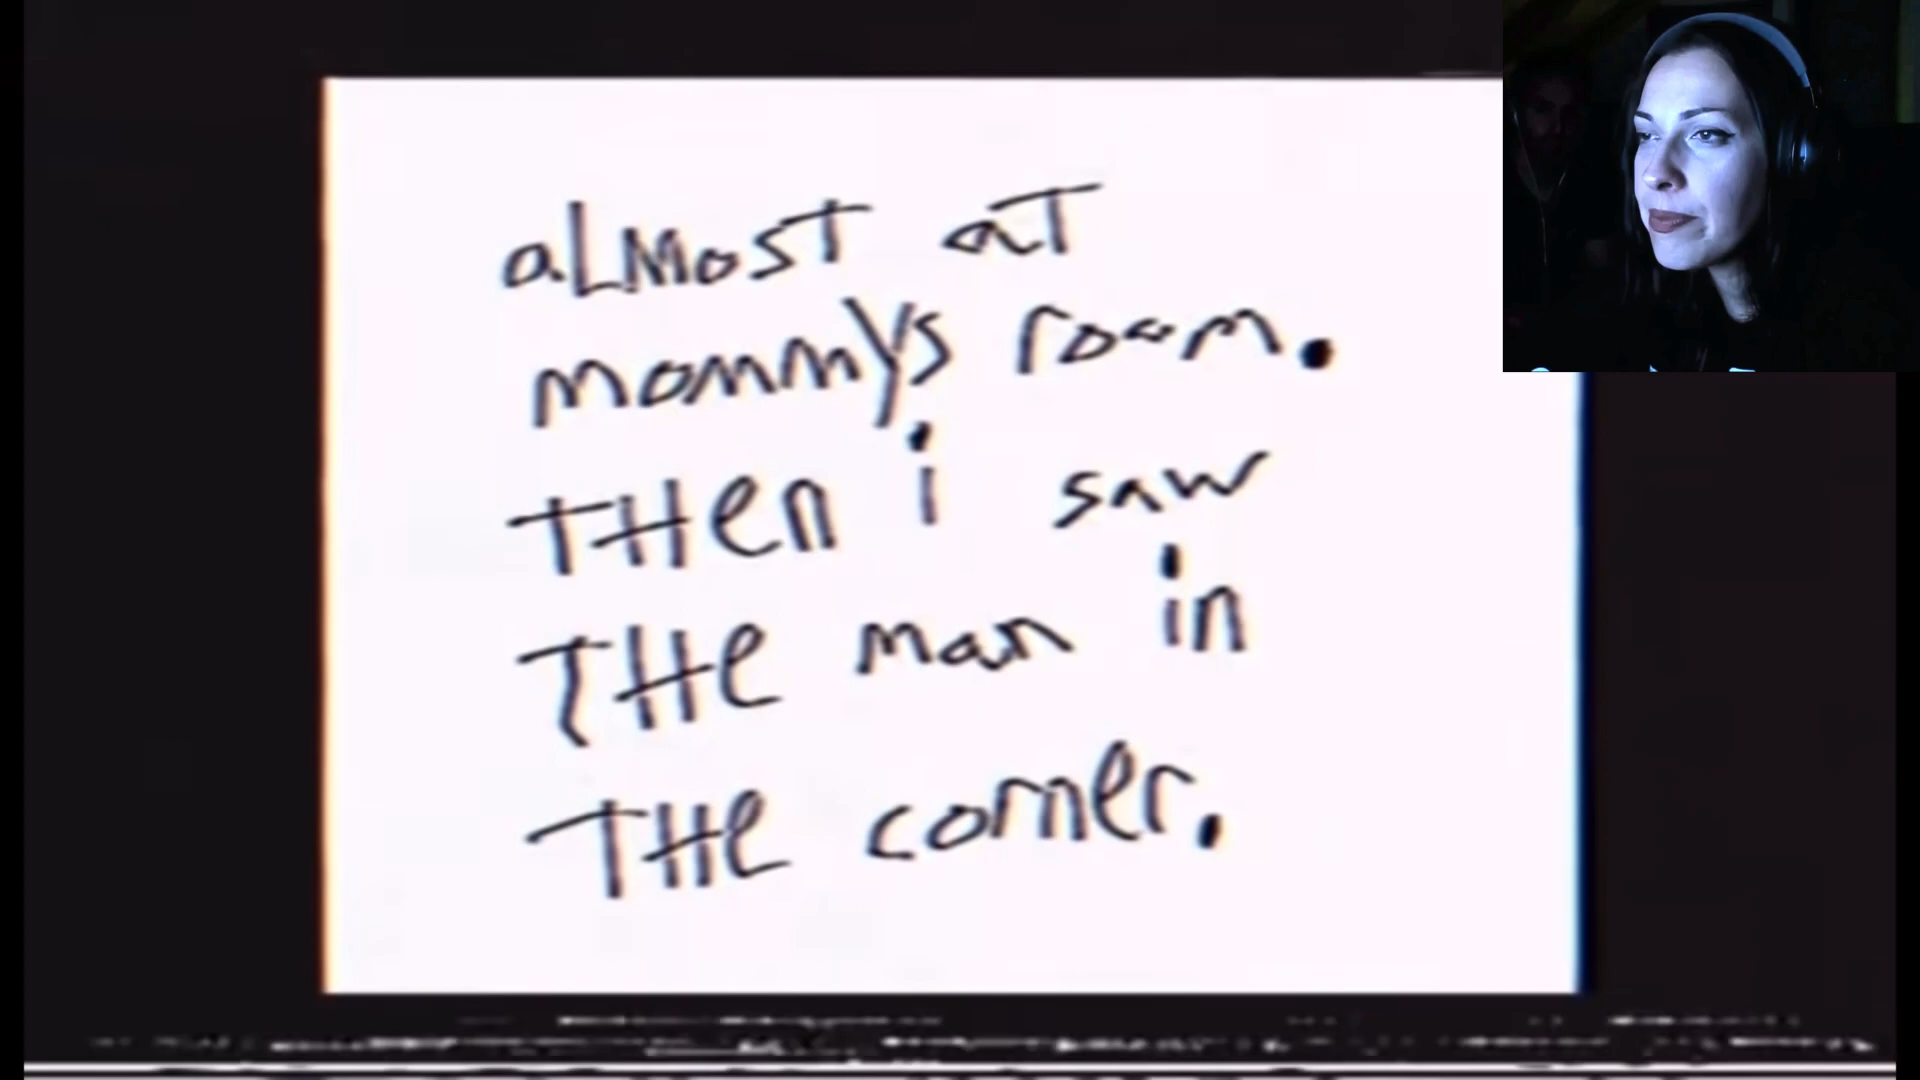 aLMosT aT
mommys room.
THen i saw
THe man in
THe corner.